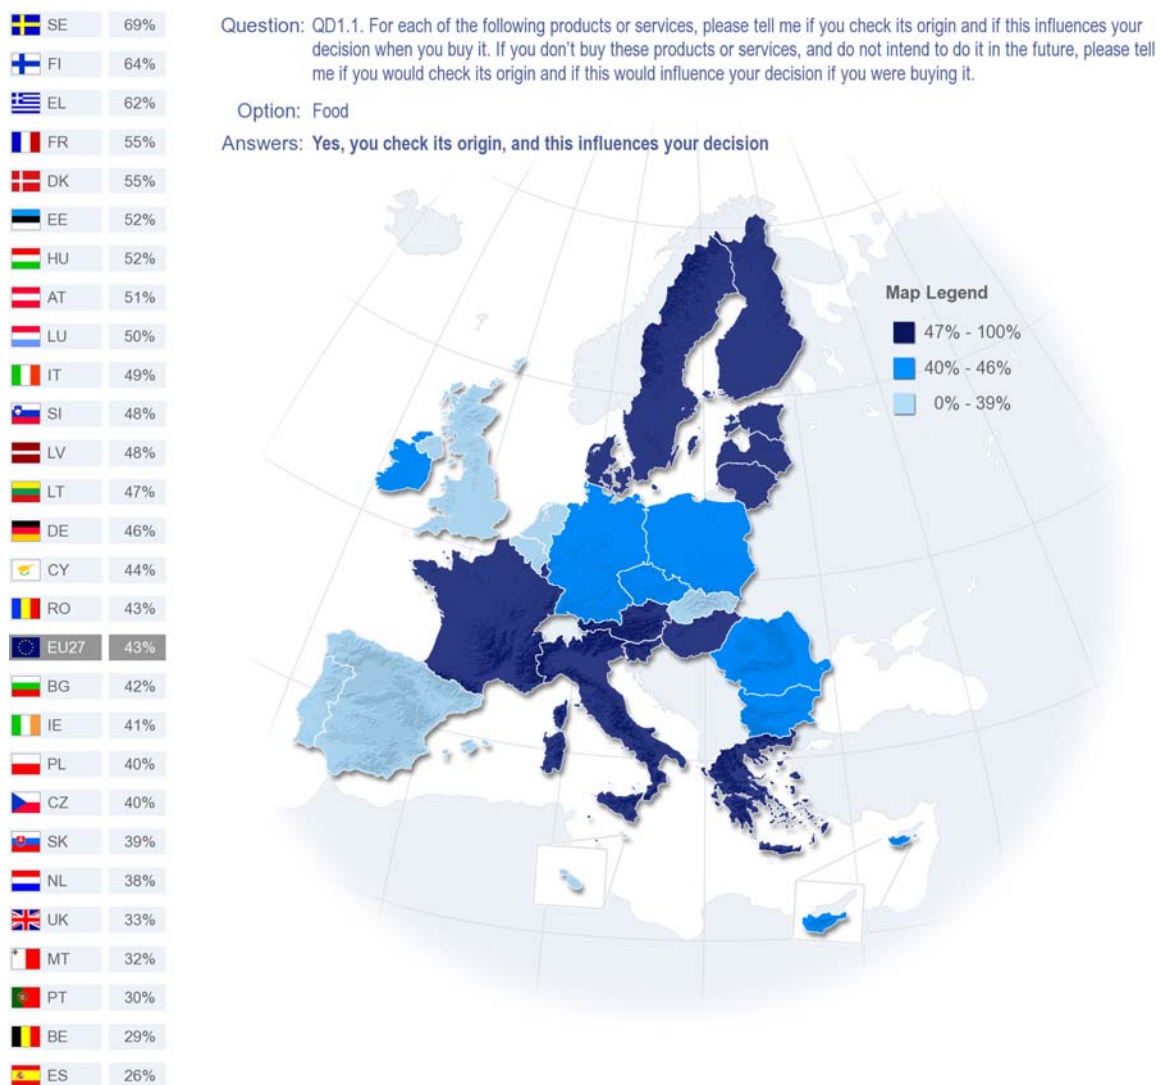 Question: QD1.1. For each of the following products or services, please tell me if you check its origin and if this influences your
decision when you buy it. If you don't buy these products or services, and do not intend to do it in the future, please tell
me if you would check its origin and if this would influence your decision if you were buying it.
Option: Food
Answers: Yes, you check its origin, and this influences your decision
SE 69%
FI 64%
EL 62%
FR 55%
DK 55%
EE 52%
HU 52%
AT 51%
LU 50%
IT 49%
SI 48%
LV 48%
LT 47%
DE 46%
CY 44%
RO 43%
EU27 43%
BG 42%
IE 41%
PL 40%
CZ 40%
SK 39%
NL 38%
UK 33%
MT 32%
PT 30%
BE 29%
ES 26%
Map Legend
47% - 100%
40% - 46%
0% - 39%